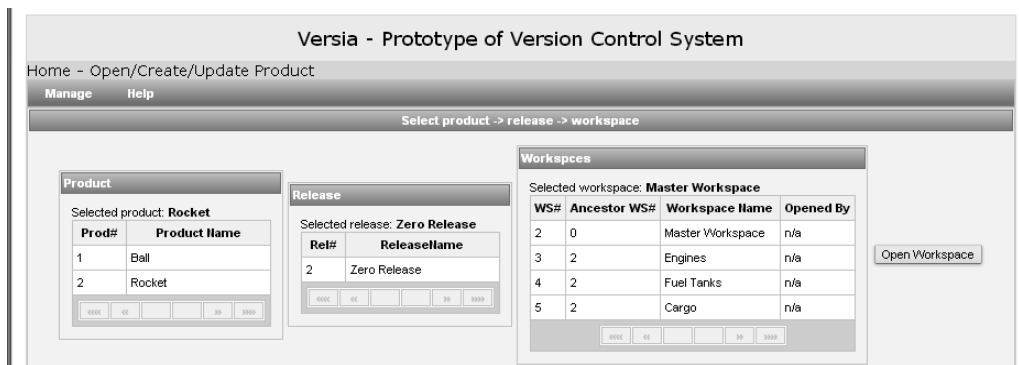 Versia - Prototype of Version Control System
Home - Open/Create/Update Product
Manage Help
Select product -> release -> workspace
Product
Selected product: Rocket
Prod# Product Name
1 Ball
2 Rocket
«« « » »»
Release
Selected release: Zero Release
Rel# ReleaseName
2 Zero Release
«« « » »»
Workspces
Selected workspace: Master Workspace
WS# Ancestor WS# Workspace Name Opened By
2 0 Master Workspace n/a
3 2 Engines n/a
4 2 Fuel Tanks n/a
5 2 Cargo n/a
«« « » »»
Open Workspace